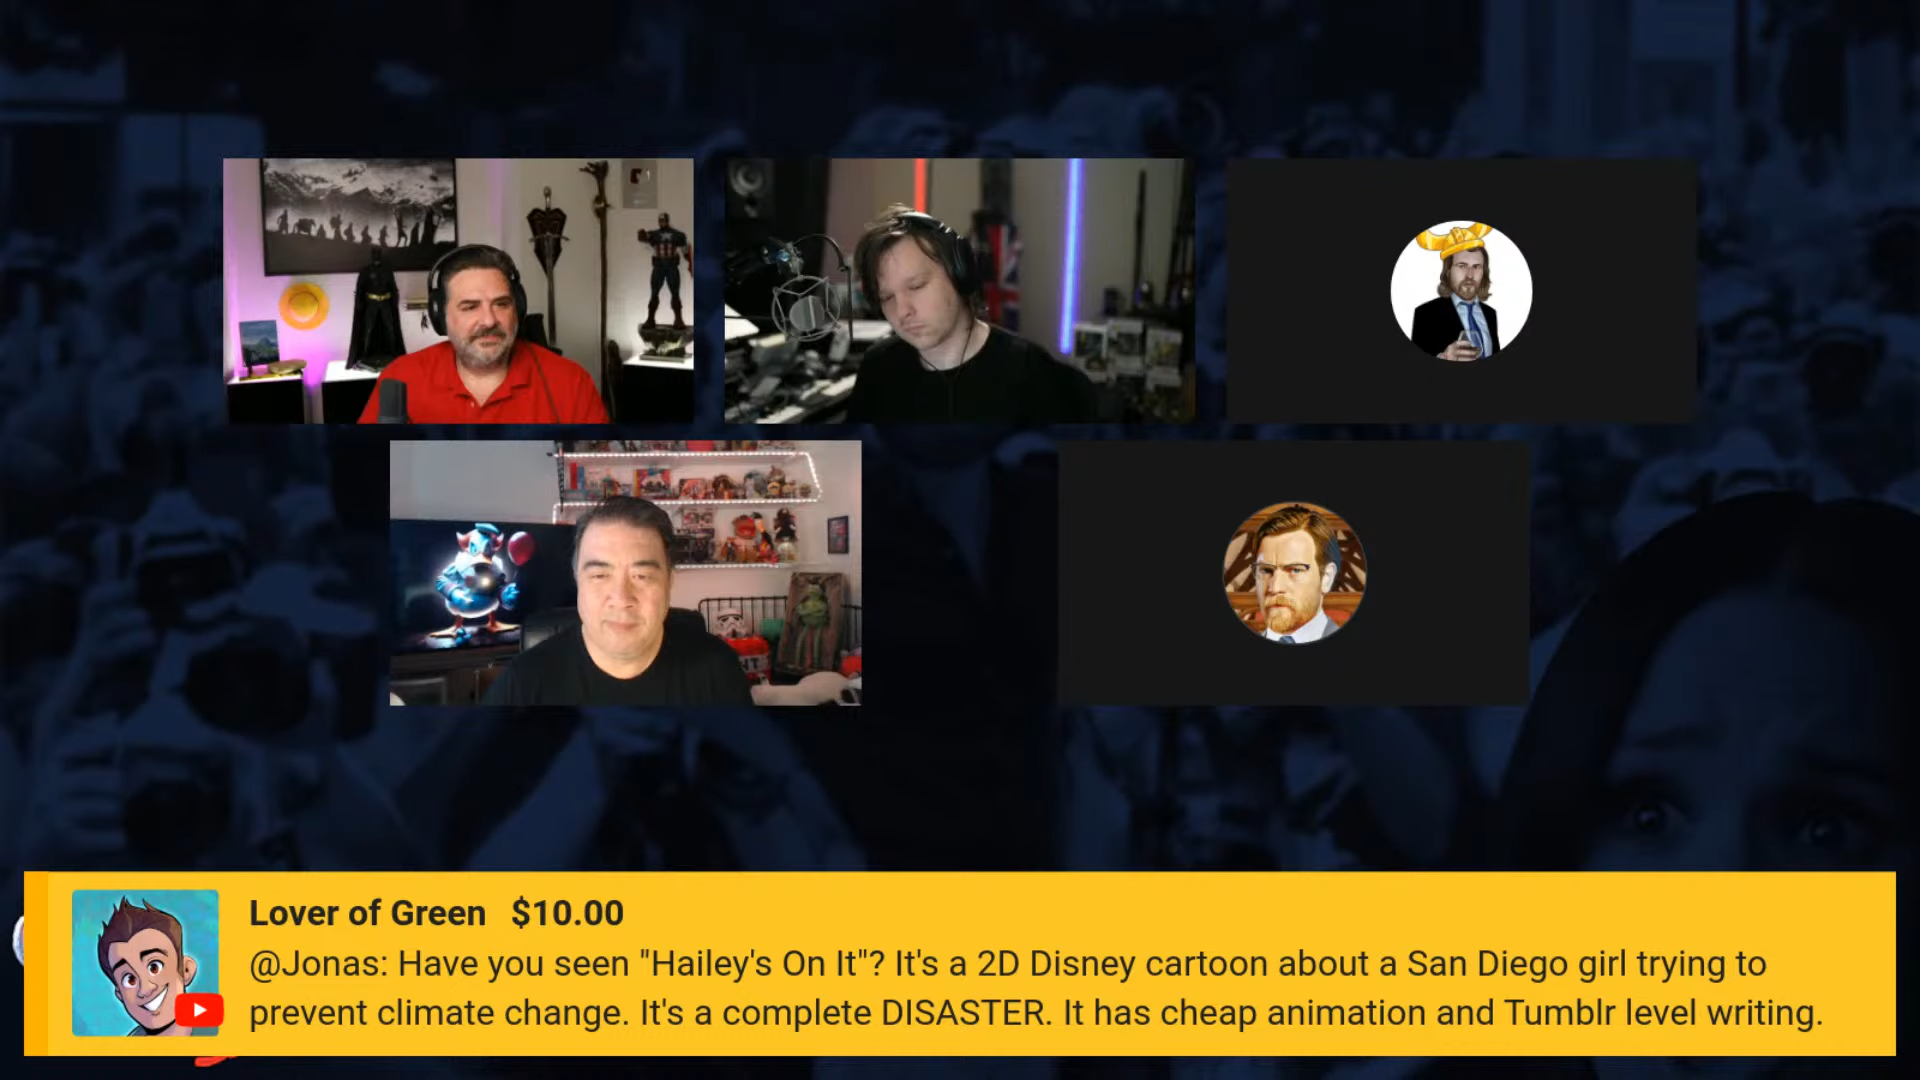 Lover of Green $10.00
@Jonas: Have you seen "Hailey's On It"? It's a 2D Disney cartoon about a San Diego girl trying to
prevent climate change. It's a complete DISASTER. It has cheap animation and Tumblr level writing.